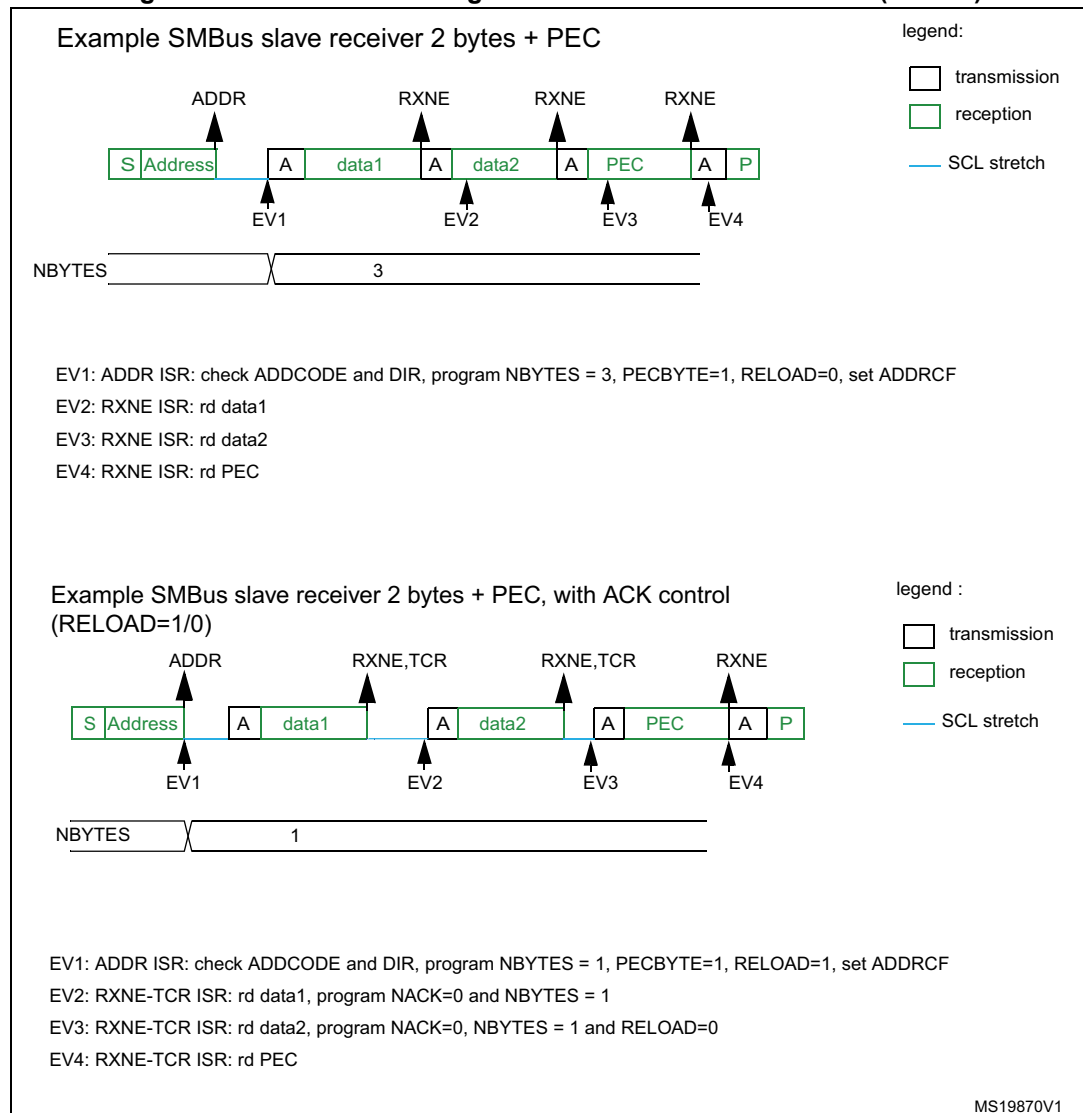 Example SMBus slave receiver 2 bytes + PEC
legend:
transmission
reception
SCL stretch
ADDR RXNE RXNE RXNE
S Address A data1 A data2 A PEC A P
EV1 EV2 EV3 EV4
NBYTES 3
EV1: ADDR ISR: check ADDCODE and DIR, program NBYTES = 3, PECBYTE=1, RELOAD=0, set ADDRCF
EV2: RXNE ISR: rd data1
EV3: RXNE ISR: rd data2
EV4: RXNE ISR: rd PEC
Example SMBus slave receiver 2 bytes + PEC, with ACK control
(RELOAD=1/0)
legend :
transmission
reception
SCL stretch
ADDR RXNE,TCR RXNE,TCR RXNE
S Address A data1 A data2 A PEC A P
EV1 EV2 EV3 EV4
NBYTES 1
EV1: ADDR ISR: check ADDCODE and DIR, program NBYTES = 1, PECBYTE=1, RELOAD=1, set ADDRCF
EV2: RXNE-TCR ISR: rd data1, program NACK=0 and NBYTES = 1
EV3: RXNE-TCR ISR: rd data2, program NACK=0, NBYTES = 1 and RELOAD=0
EV4: RXNE-TCR ISR: rd PEC
MS19870V1